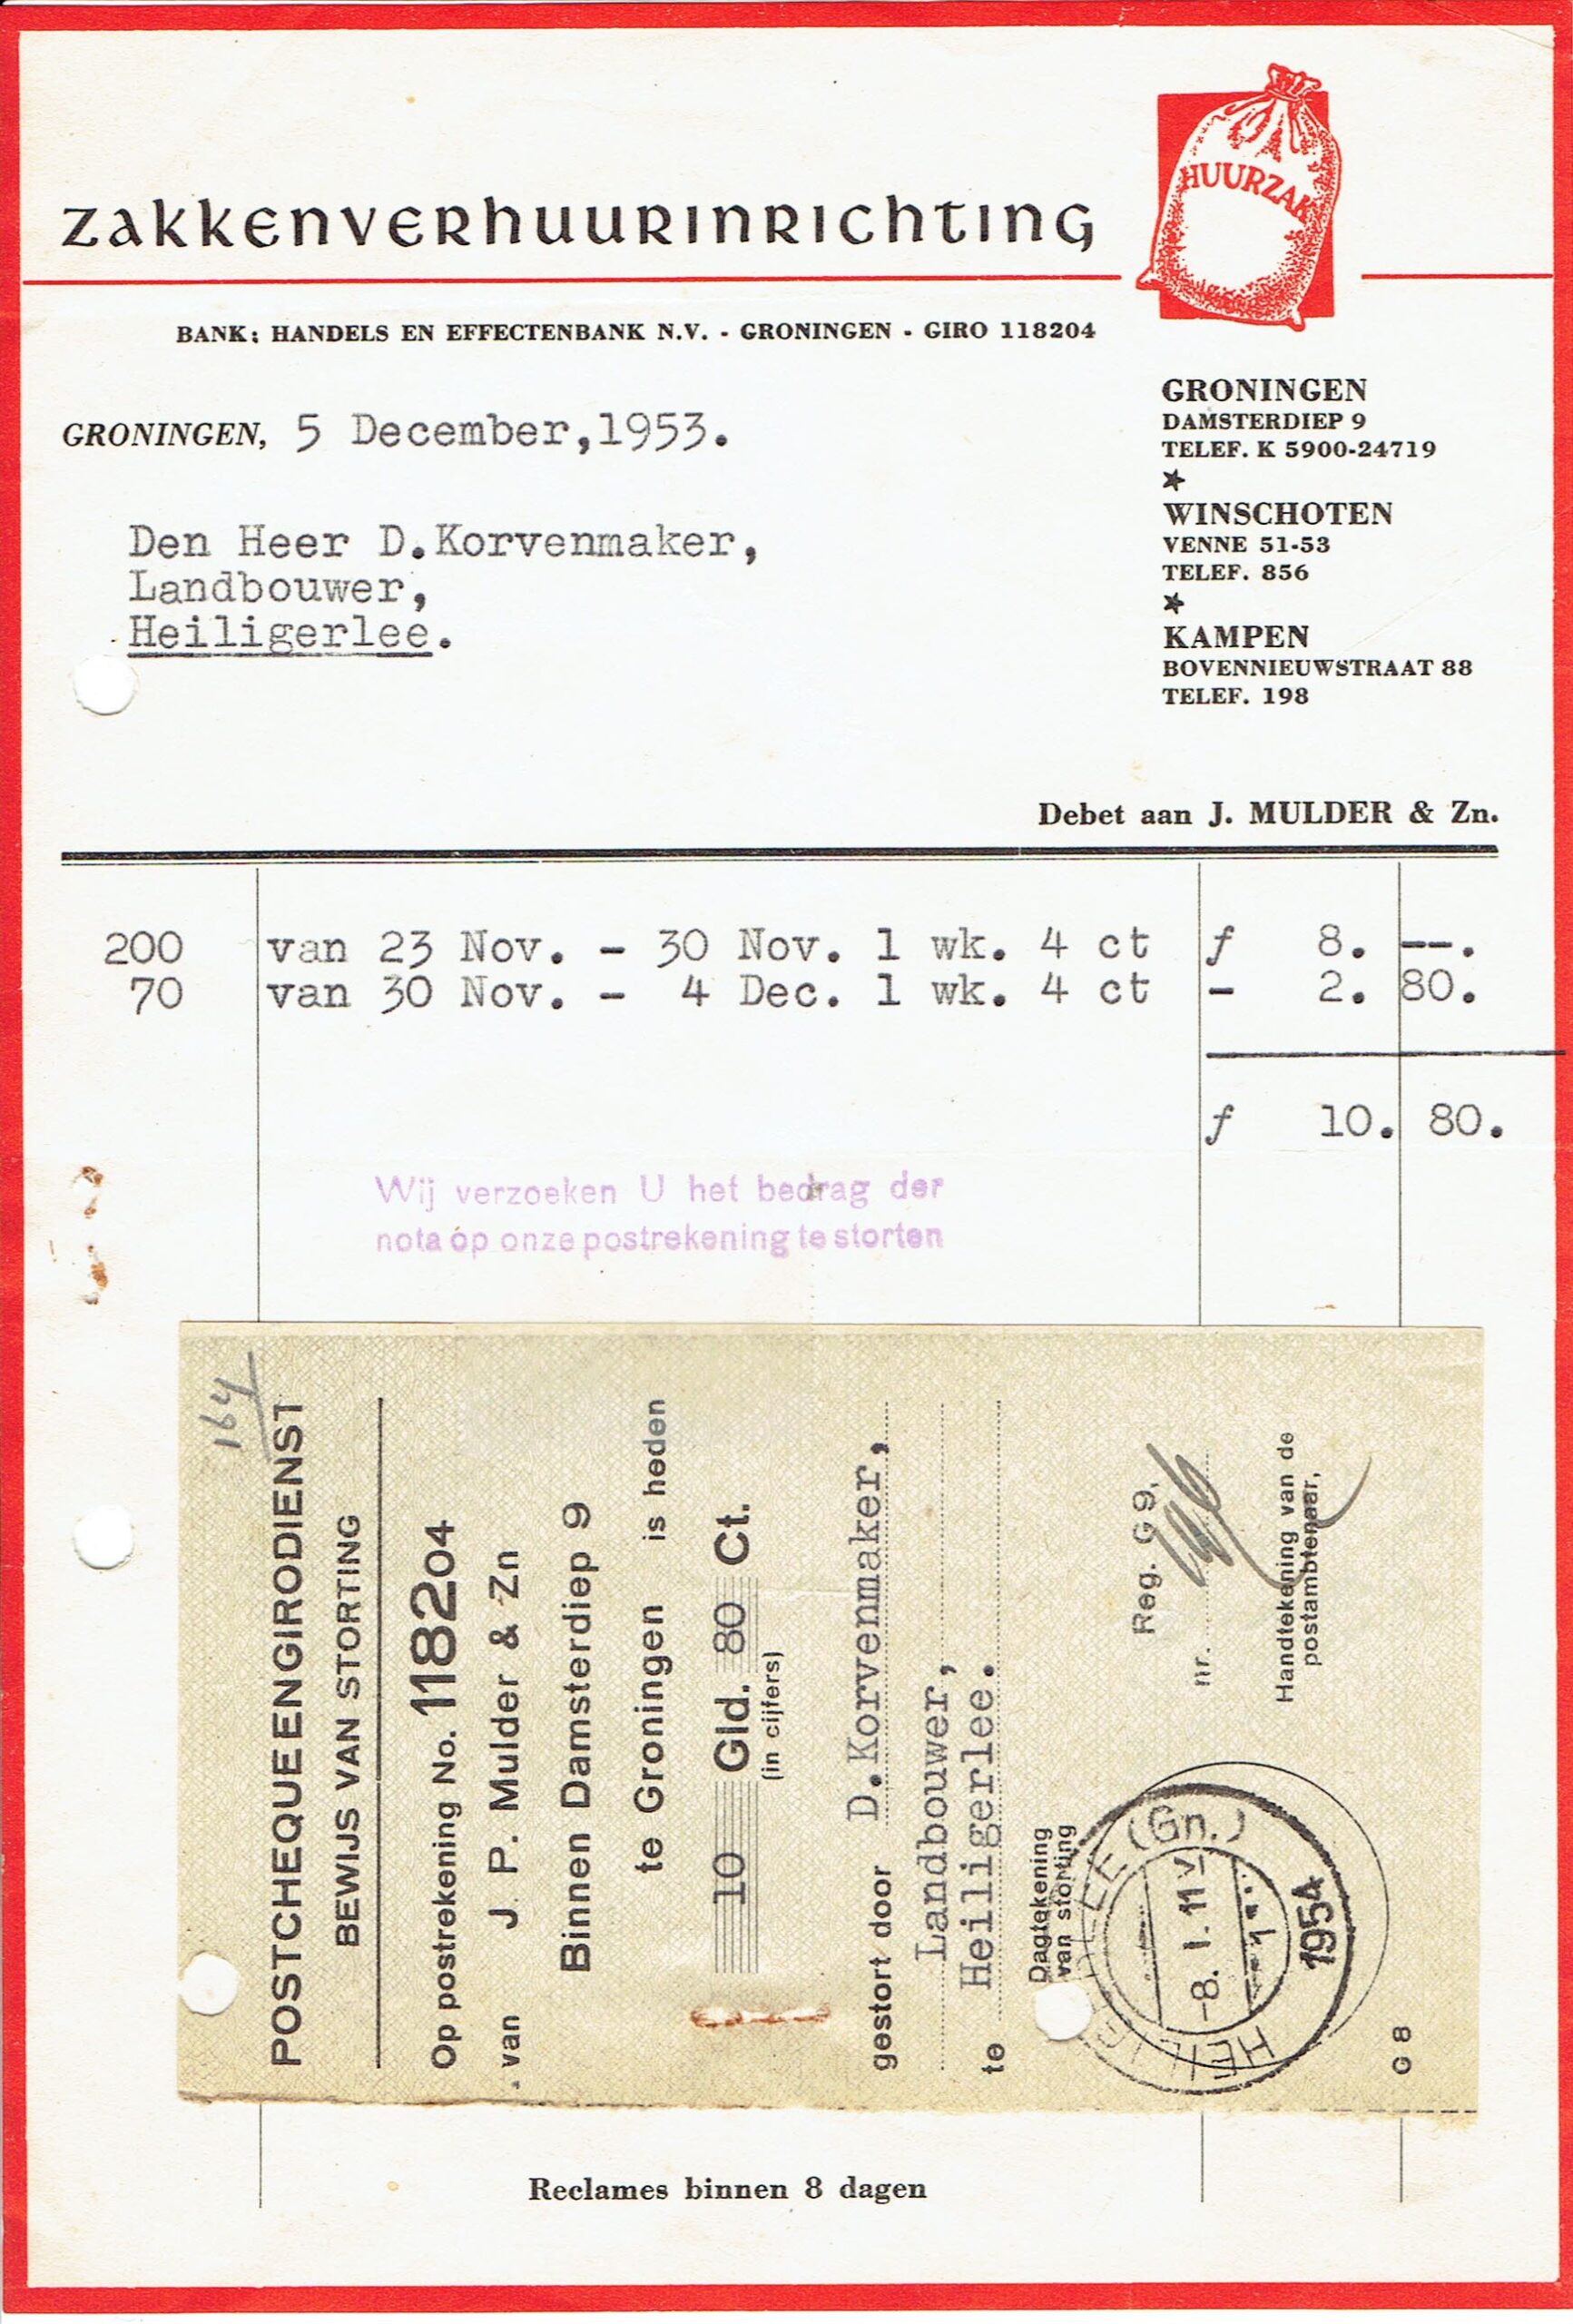 HUURZAK
ZAKKENVERHUURINRICHTING
BANK: HANDELS EN EFFECTENBANK N.V. - GRONINGEN - GIRO 118204
GRONINGEN, 5 December,1953.
Den Heer D.Korvenmaker,
Landbouwer,
Heiligerlee.
GRONINGEN
DAMSTERDIEP 9
TELEF. K 5900-24719
★
WINSCHOTEN
VENNE 51-53
TELEF. 856
★
KAMPEN
BOVENNIEUWSTRAAT 88
TELEF. 198
Debet aan J. MULDER & Zn.
200 van 23 Nov. - 30 Nov. 1 wk. 4 ct f 8. --.
70 van 30 Nov. - 4 Dec. 1 wk. 4 ct - 2. 80.
f 10. 80.
Wij verzoeken U het bedrag der
nota op onze postrekening te storten
164
POSTCHEQUE EN GIRODIENST
BEWIJS VAN STORTING
Op postrekening No. 118204
van J. P. Mulder & Zn
Binnen Damsterdiep 9
te Groningen is heden
10 Gld. 80 Ct.
(in cijfers)
gestort door D.Korvenmaker,
Landbouwer,
te Heiligerlee.
Dagtekening
van storting
HEILIGERLEE (Gn.)
-8. I. 11 V
1954
Reg. G 9,
nr.
Handtekening van de
postambtenaar,
G 8
Reclames binnen 8 dagen